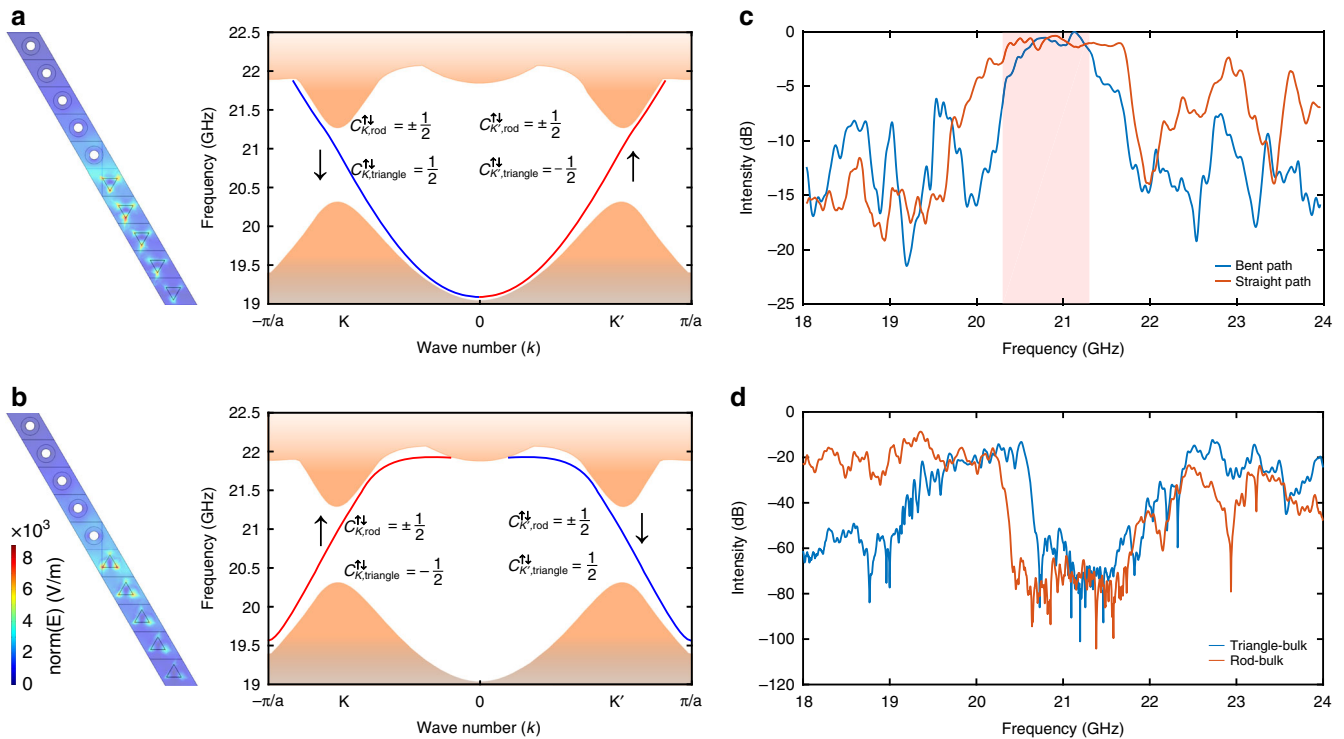 a
22.5
22
21.5
21
20.5
20
19.5
19
Frequency (GHz)
C↑↓K,rod = ± 1/2
C↑↓K′,rod = ± 1/2
C↑↓K,triangle = 1/2
C↑↓K′,triangle = − 1/2
↓
↑
−π/a
K
0
K′
π/a
Wave number (k)
b
×10³
8
6
4
2
0
norm(E) (V/m)
22.5
22
21.5
21
20.5
20
19.5
19
Frequency (GHz)
↑
↓
C↑↓K,rod = ± 1/2
C↑↓K′,rod = ± 1/2
C↑↓K,triangle = − 1/2
C↑↓K′,triangle = 1/2
−π/a
K
0
K′
π/a
Wave number (k)
c
0
−5
−10
−15
−20
−25
Intensity (dB)
Bent path
Straight path
18 19 20 21 22 23 24
Frequency (GHz)
d
0
−20
−40
−60
−80
−100
−120
Intensity (dB)
Triangle-bulk
Rod-bulk
18 19 20 21 22 23 24
Frequency (GHz)